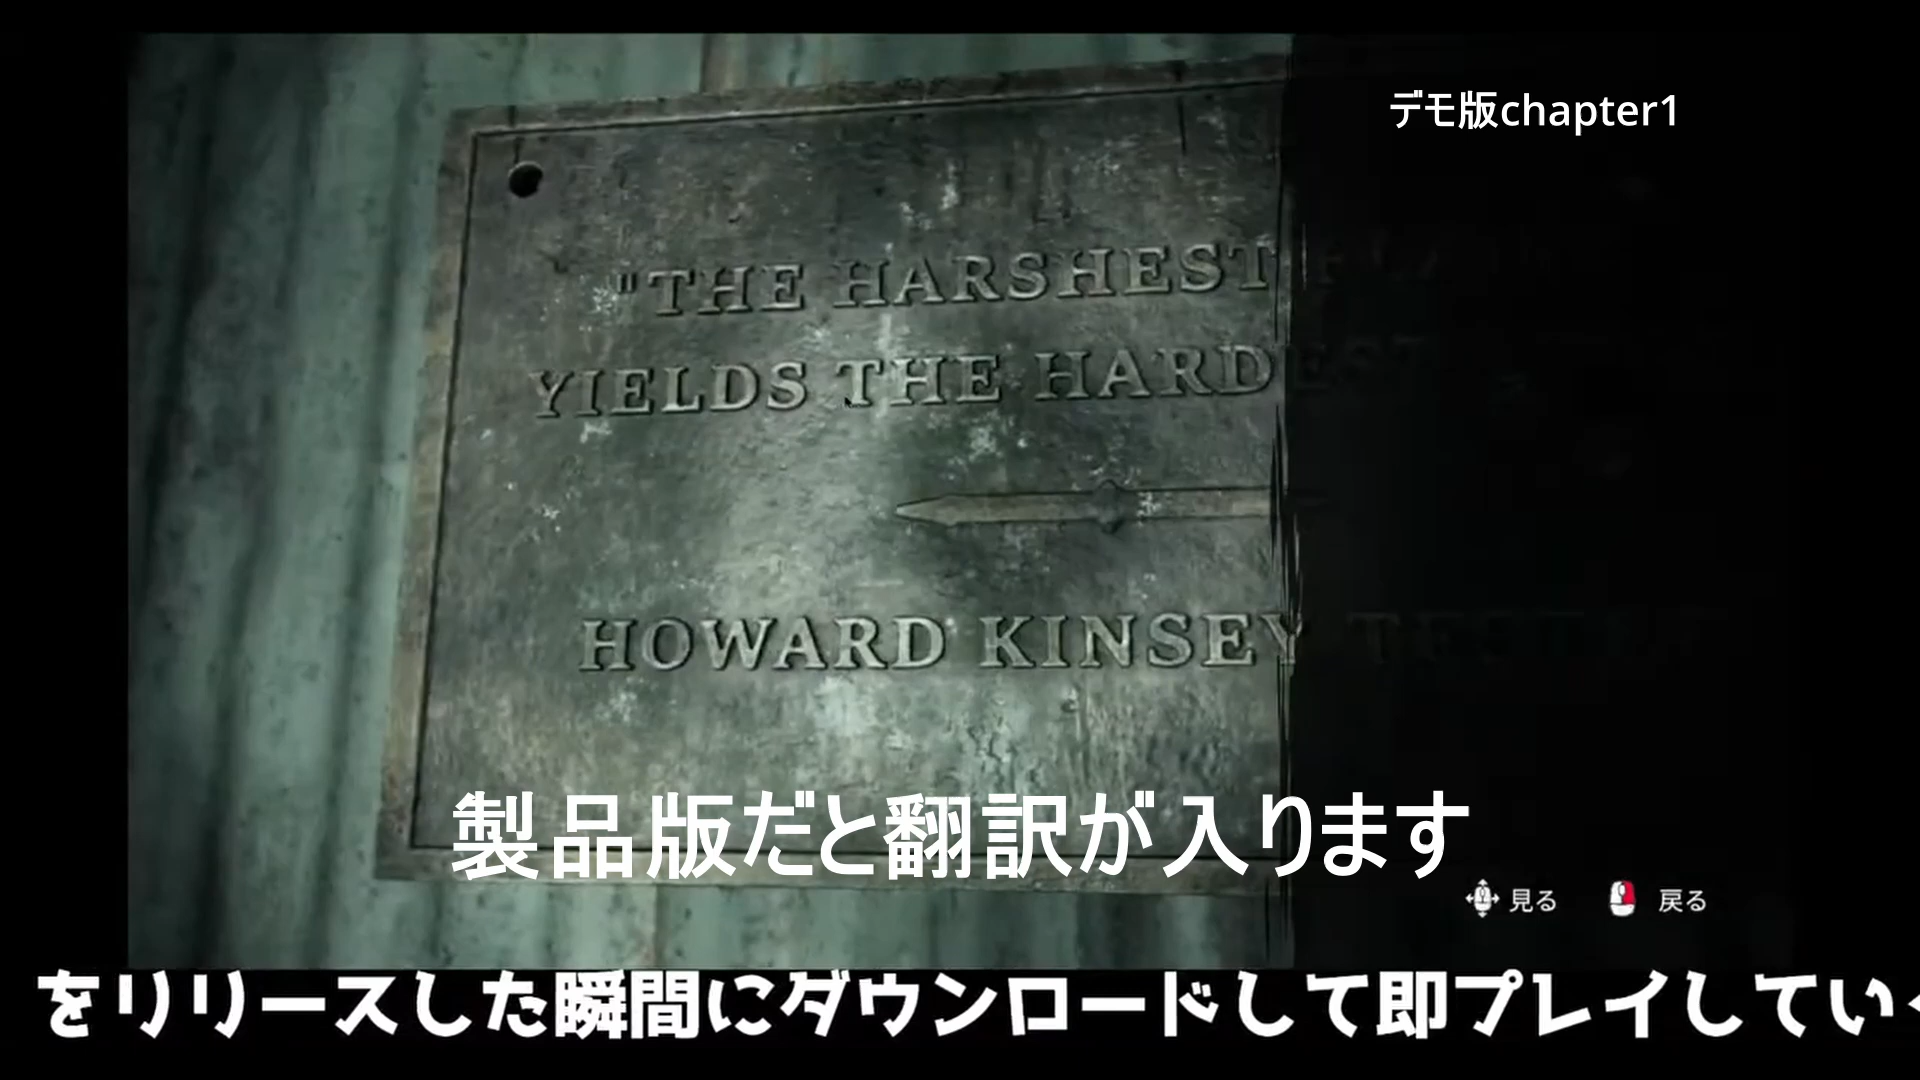 デモ版chapter1
"THE HARSHEST
YIELDS THE HARDEST
HOWARD KINSEY
製品版だと翻訳が入ります
見る 戻る
をリリースした瞬間にダウンロードして即プレイしてい